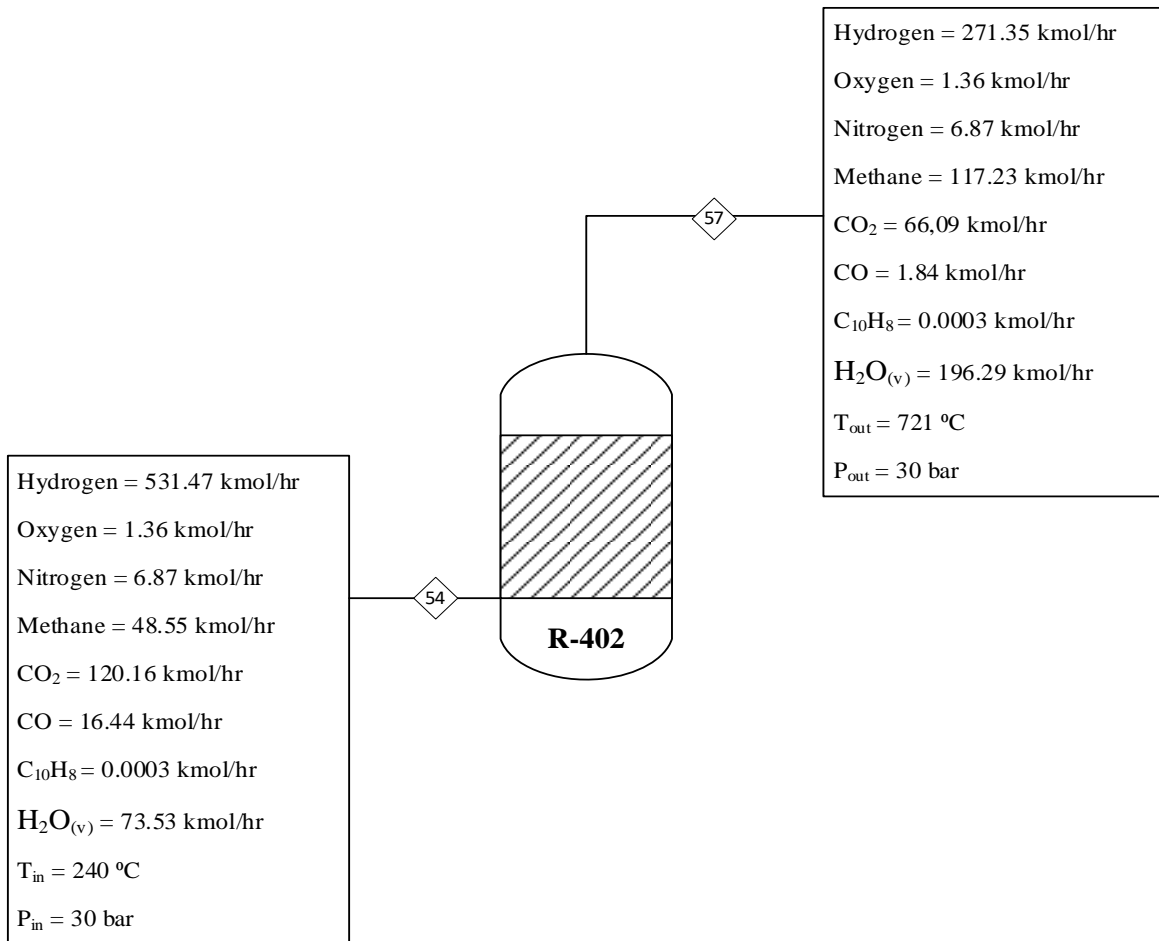 Hydrogen = 271.35 kmol/hr
Oxygen = 1.36 kmol/hr
Nitrogen = 6.87 kmol/hr
Methane = 117.23 kmol/hr
CO₂ = 66,09 kmol/hr
CO = 1.84 kmol/hr
C₁₀H₈ = 0.0003 kmol/hr
H₂O₍ᵥ₎ = 196.29 kmol/hr
Tout = 721 ºC
Pout = 30 bar
57
Hydrogen = 531.47 kmol/hr
Oxygen = 1.36 kmol/hr
Nitrogen = 6.87 kmol/hr
Methane = 48.55 kmol/hr
CO₂ = 120.16 kmol/hr
CO = 16.44 kmol/hr
C₁₀H₈ = 0.0003 kmol/hr
H₂O₍ᵥ₎ = 73.53 kmol/hr
Tin = 240 ºC
Pin = 30 bar
54
R-402